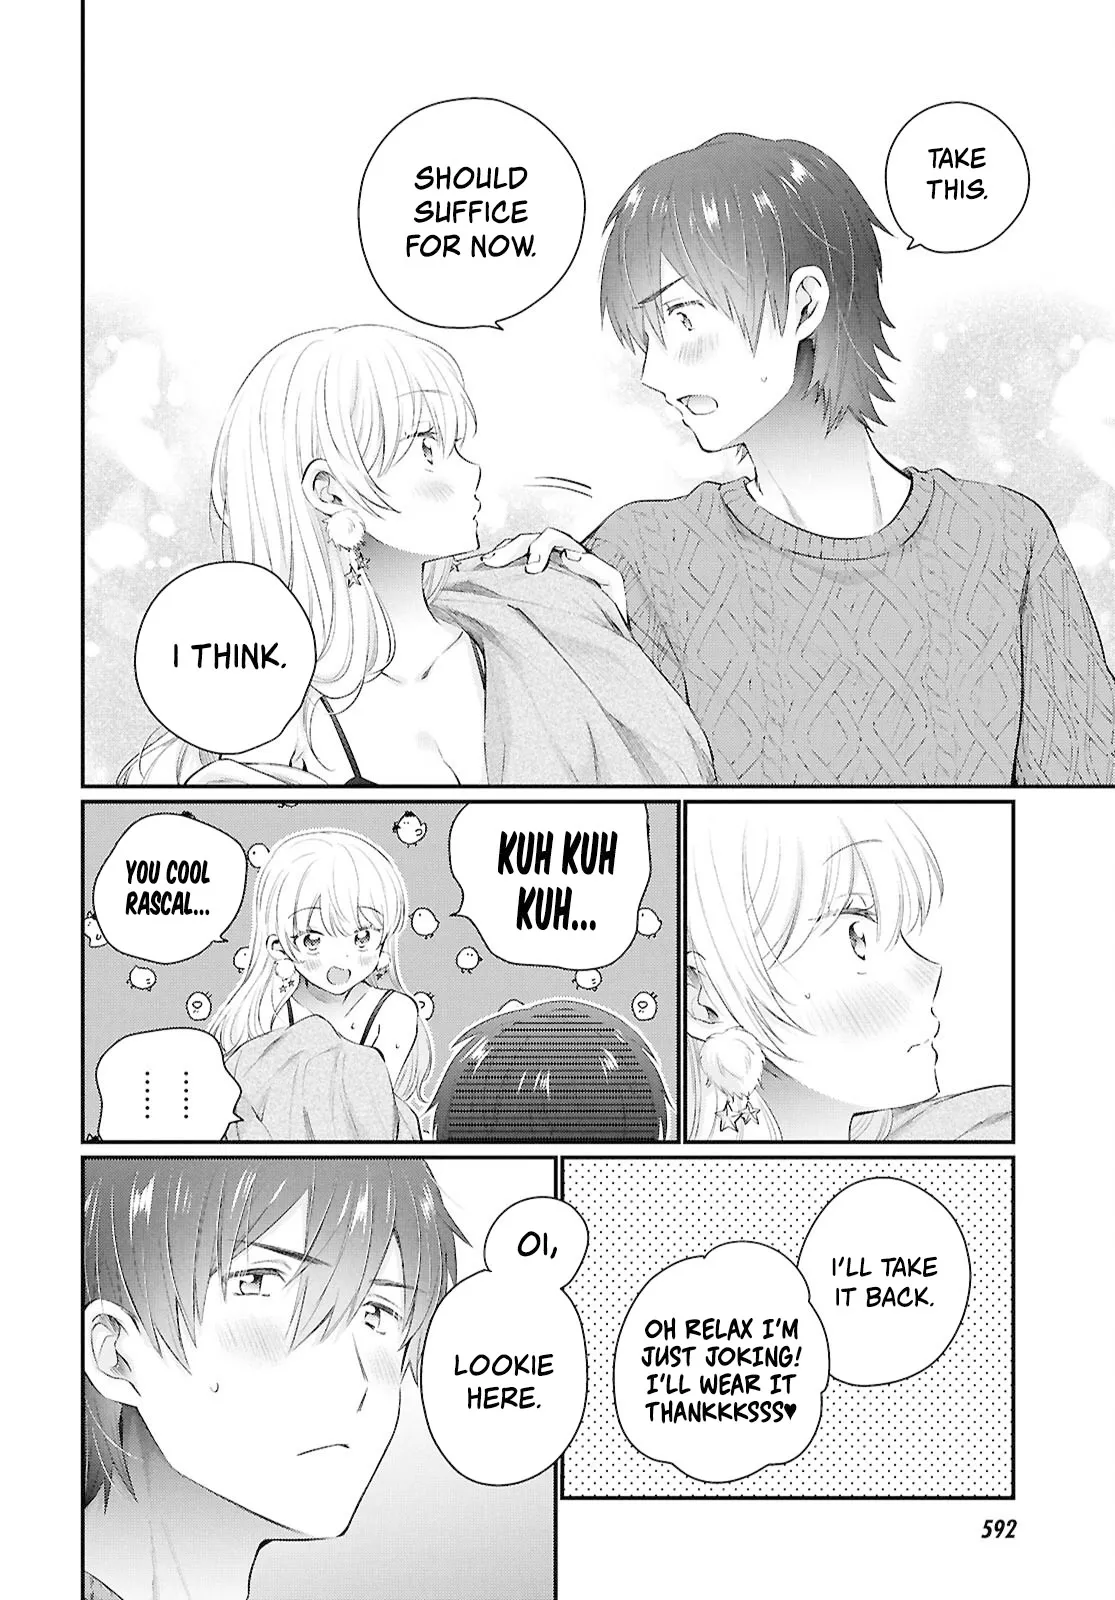 TAKE
THIS.
SHOULD
SUFFICE
FOR NOW.
I THINK.
KUH KUH
KUH...
YOU COOL
RASCAL...
......
I'LL TAKE
IT BACK.
OH RELAX I'M
JUST JOKING!
I'LL WEAR IT
THANKKKSSS♥
OI,
LOOKIE
HERE.
592